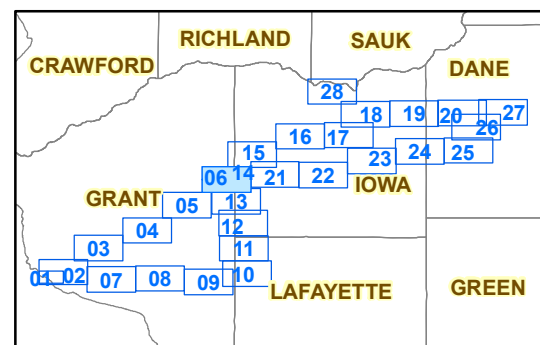 RICHLAND SAUK
CRAWFORD DANE
28
18 19 20 27
16 17 26
15 23 24 25
06 14 21 22 IOWA
GRANT 05 13
04 12
03 11
01 02 07 08 09 10
LAFAYETTE GREEN